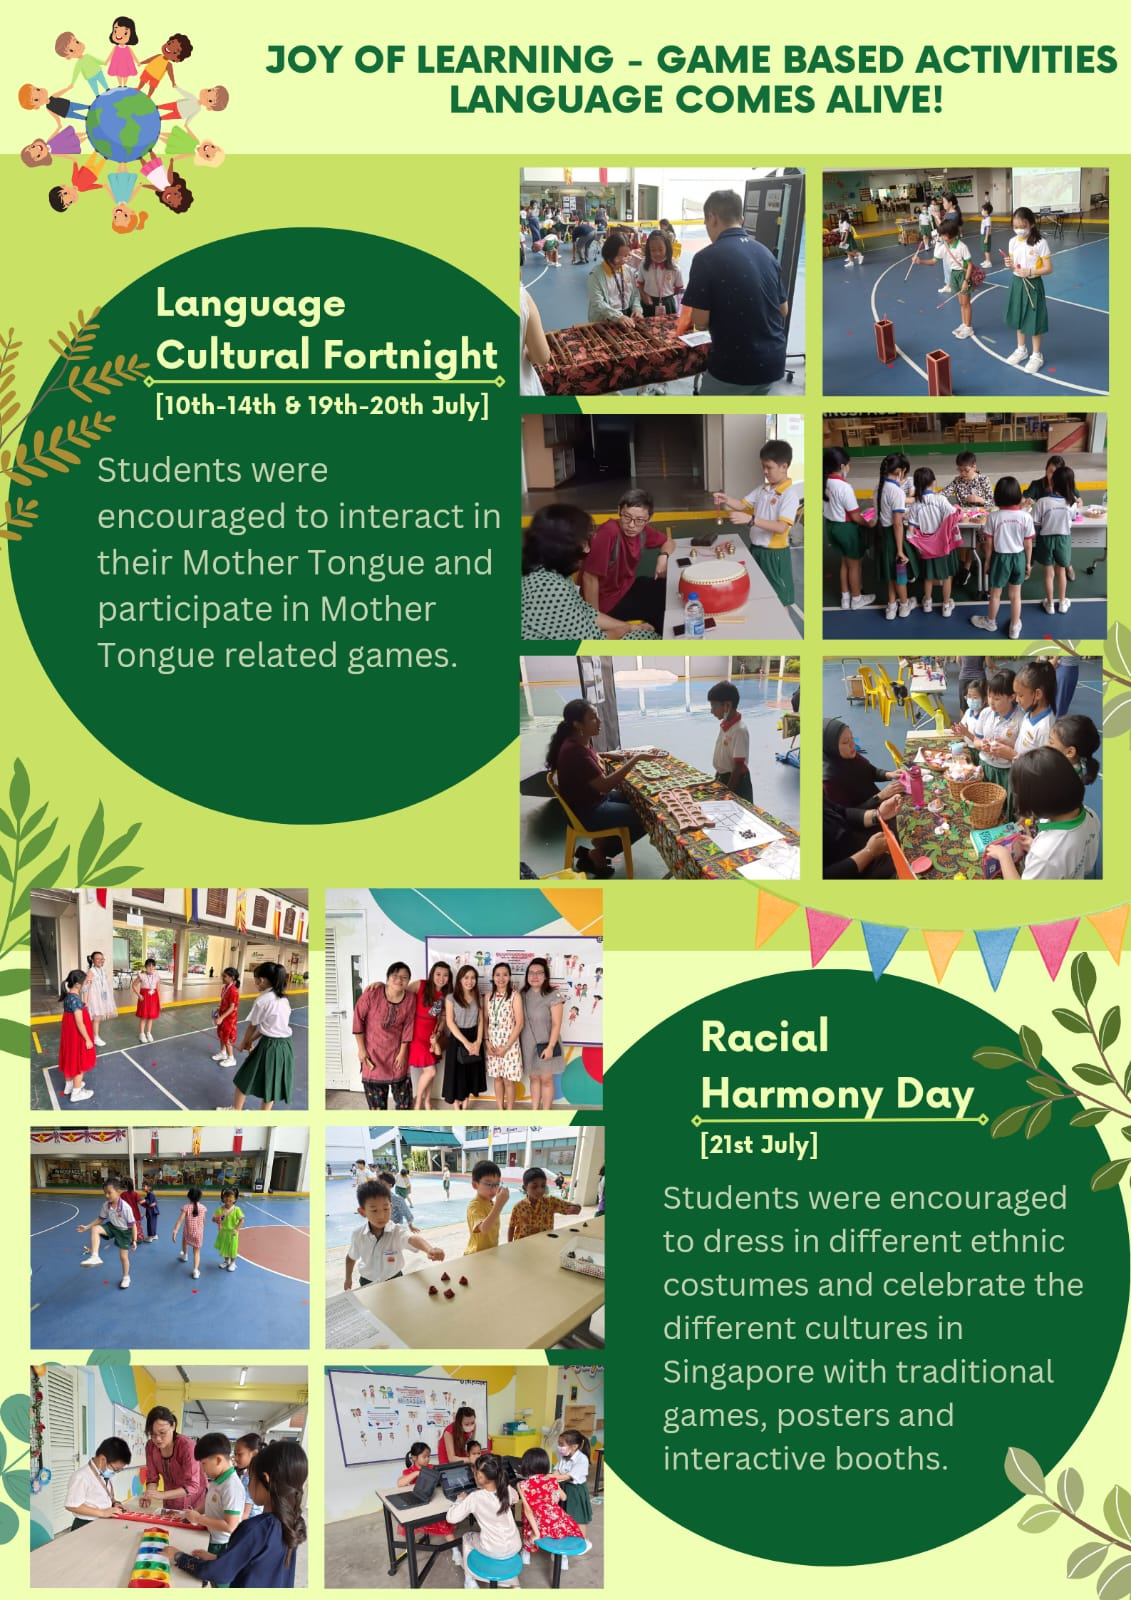 JOY OF LEARNING - GAME BASED ACTIVITIES
LANGUAGE COMES ALIVE!
Language
Cultural Fortnight
[10th-14th & 19th-20th July]
Students were
encouraged to interact in
their Mother Tongue and
participate in Mother
Tongue related games.
Racial
Harmony Day
[21st July]
Students were encouraged
to dress in different ethnic
costumes and celebrate the
different cultures in
Singapore with traditional
games, posters and
interactive booths.